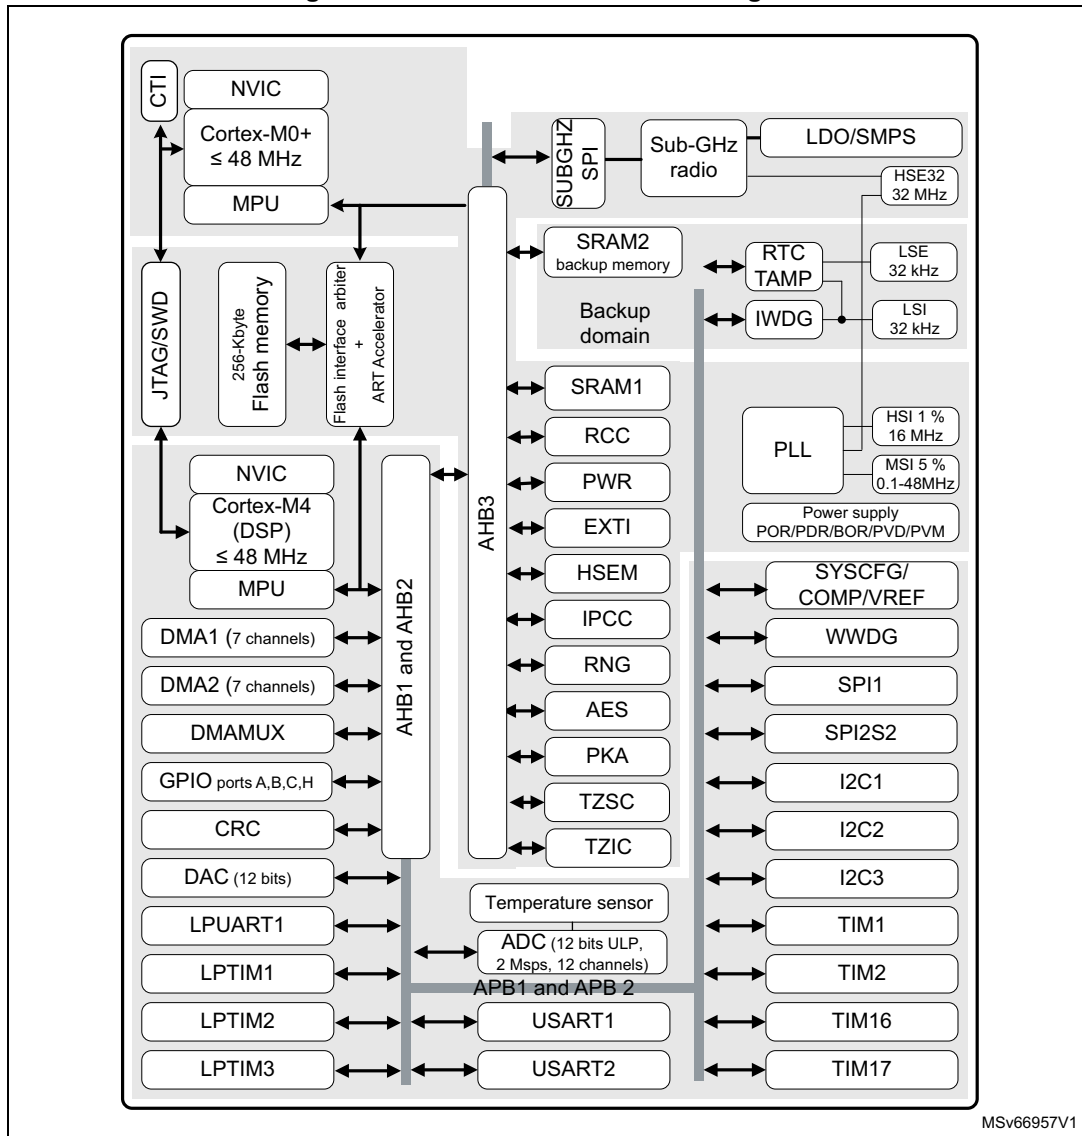 CTI
NVIC
Cortex-M0+
≤ 48 MHz
MPU
SUBGHZ
SPI
Sub-GHz
radio
LDO/SMPS
HSE32
32 MHz
JTAG/SWD
256-Kbyte
Flash memory
Flash interface arbiter
+
ART Accelerator
SRAM2
backup memory
Backup
domain
RTC
TAMP
IWDG
LSE
32 kHz
LSI
32 kHz
AHB3
SRAM1
RCC
PWR
EXTI
HSEM
IPCC
RNG
AES
PKA
TZSC
TZIC
PLL
HSI 1 %
16 MHz
MSI 5 %
0.1-48MHz
Power supply
POR/PDR/BOR/PVD/PVM
NVIC
Cortex-M4
(DSP)
≤ 48 MHz
MPU
AHB1 and AHB2
DMA1 (7 channels)
DMA2 (7 channels)
DMAMUX
GPIO ports A,B,C,H
CRC
DAC (12 bits)
LPUART1
LPTIM1
LPTIM2
LPTIM3
Temperature sensor
ADC (12 bits ULP,
2 Msps, 12 channels)
APB1 and APB 2
USART1
USART2
SYSCFG/
COMP/VREF
WWDG
SPI1
SPI2S2
I2C1
I2C2
I2C3
TIM1
TIM2
TIM16
TIM17
MSv66957V1